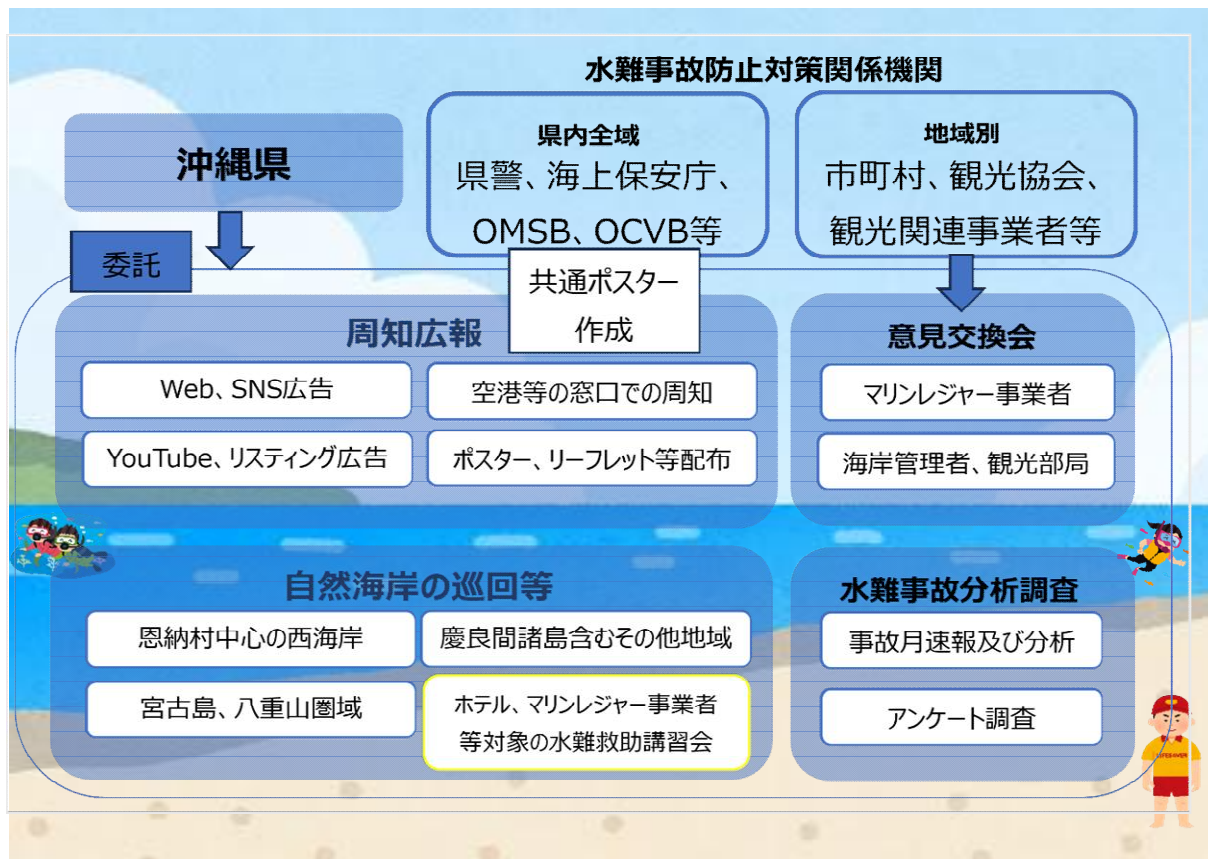 水難事故防止対策関係機関
沖縄県
県内全域
県警、海上保安庁、
OMSB、OCVB等
地域別
市町村、観光協会、
観光関連事業者等
委託
共通ポスター
作成
周知広報
Web、SNS広告
空港等の窓口での周知
YouTube、リスティング広告
ポスター、リーフレット等配布
意見交換会
マリンレジャー事業者
海岸管理者、観光部局
自然海岸の巡回等
恩納村中心の西海岸
慶良間諸島含むその他地域
宮古島、八重山圏域
ホテル、マリンレジャー事業者
等対象の水難救助講習会
水難事故分析調査
事故月速報及び分析
アンケート調査